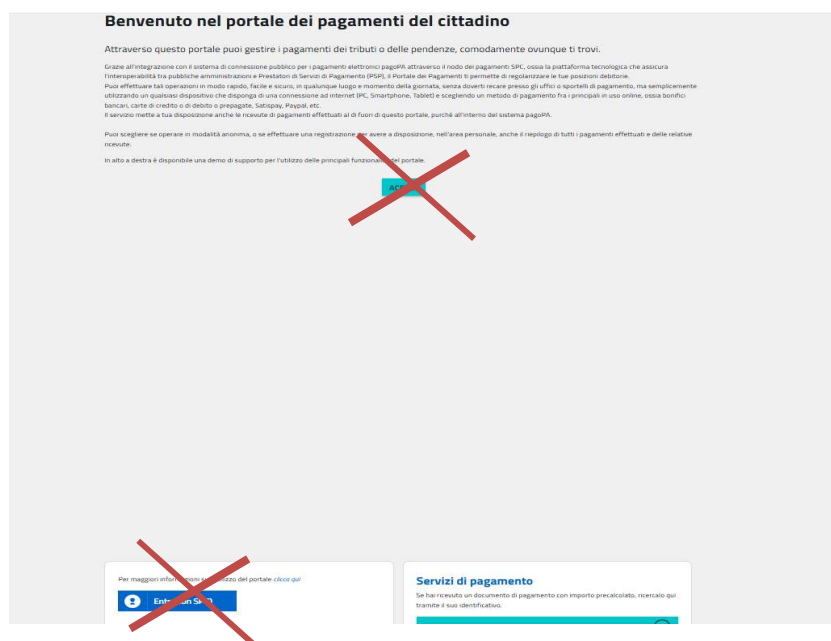 Benvenuto nel portale dei pagamenti del cittadino
Attraverso questo portale puoi gestire i pagamenti dei tributi o delle pendenze, comodamente ovunque ti trovi.
Grazie all'integrazione con il sistema di connessione pubblico per i pagamenti elettronici pagoPA attraverso il nodo dei pagamenti SPC, ossia la piattaforma tecnologica che assicura
l'interoperabilità tra pubbliche amministrazioni e Prestatori di Servizi di Pagamento (PSP), il Portale dei Pagamenti ti permette di regolarizzare le tue posizioni debitorie.
Puoi effettuare tali operazioni in modo rapido, facile e sicuro, in qualunque luogo e momento della giornata, senza doverti recare presso gli uffici o sportelli di pagamento, ma semplicemente
utilizzando un qualsiasi dispositivo che disponga di una connessione ad internet (PC, Smartphone, Tablet) e scegliendo un metodo di pagamento fra i principali in uso online, ossia bonifici
bancari, carte di credito o di debito o prepagate, Satispay, Paypal, etc.
Il servizio mette a tua disposizione anche le ricevute di pagamenti effettuati al di fuori di questo portale, purché all'interno del sistema pagoPA.
Puoi scegliere se operare in modalità anonima, o se effettuare una registrazione per avere a disposizione, nell'area personale, anche il riepilogo di tutti i pagamenti effettuati e delle relative
ricevute.
In alto a destra è disponibile una demo di supporto per l'utilizzo delle principali funzionalità del portale.
Per maggiori informazioni sull'utilizzo del portale clicca qui
Entra con SPID
Servizi di pagamento
Se hai ricevuto un documento di pagamento con importo precalcolato, ricercalo qui
tramite il suo identificativo.